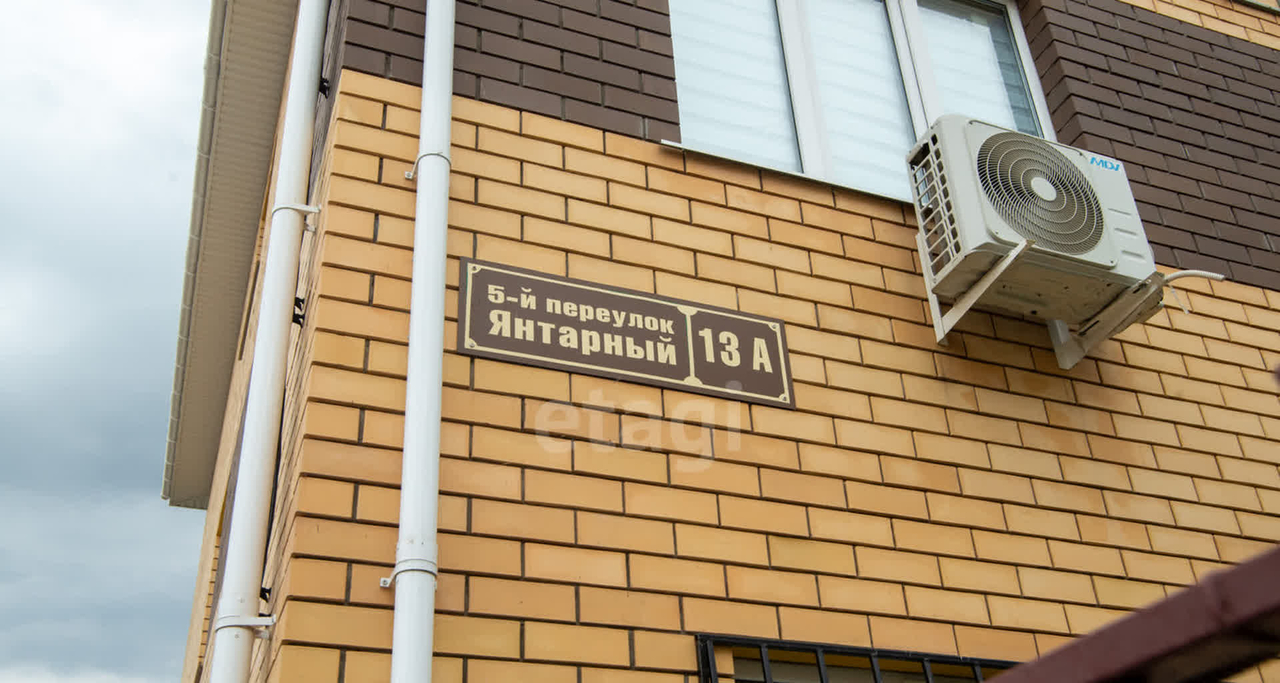 5-й переулок
Янтарный
13 А
MDV
etagi